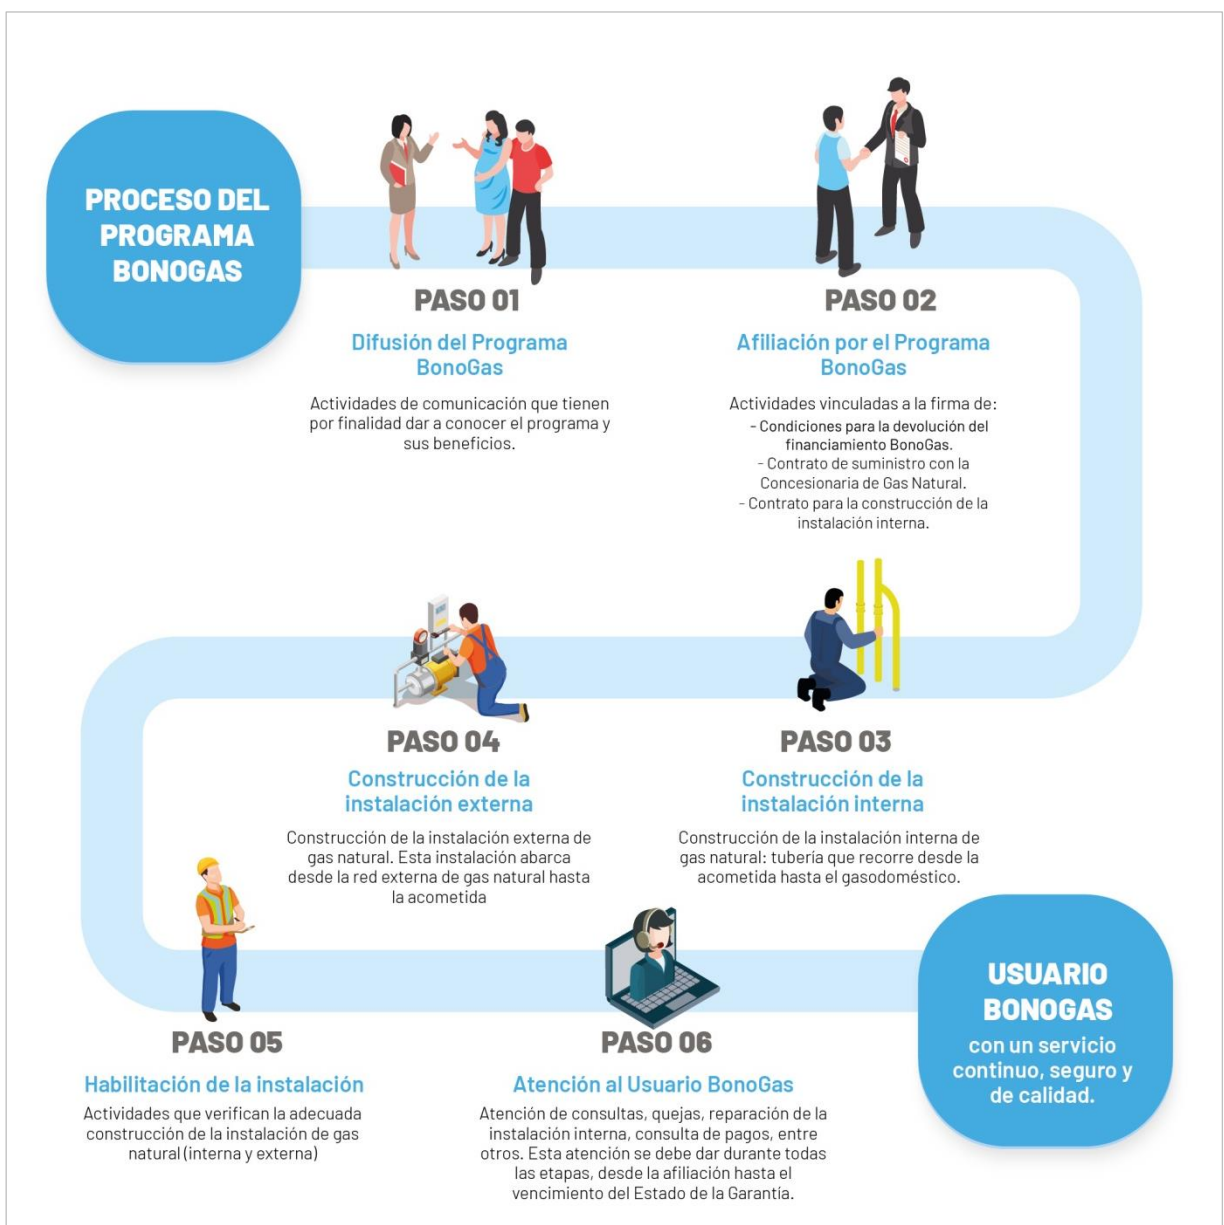 PROCESO DEL
PROGRAMA
BONOGAS
PASO 01
Difusión del Programa
BonoGas
Actividades de comunicación que tienen
por finalidad dar a conocer el programa y
sus beneficios.
PASO 02
Afiliación por el Programa
BonoGas
Actividades vinculadas a la firma de:
- Condiciones para la devolución del
financiamiento BonoGas.
- Contrato de suministro con la
Concesionaria de Gas Natural.
- Contrato para la construcción de la
instalación interna.
PASO 03
Construcción de la
instalación interna
Construcción de la instalación interna de
gas natural: tubería que recorre desde la
acometida hasta el gasodoméstico.
PASO 04
Construcción de la
instalación externa
Construcción de la instalación externa de
gas natural. Esta instalación abarca
desde la red externa de gas natural hasta
la acometida
PASO 05
Habilitación de la instalación
Actividades que verifican la adecuada
construcción de la instalación de gas
natural (interna y externa)
PASO 06
Atención al Usuario BonoGas
Atención de consultas, quejas, reparación de la
instalación interna, consulta de pagos, entre
otros. Esta atención se debe dar durante todas
las etapas, desde la afiliación hasta el
vencimiento del Estado de la Garantía.
USUARIO
BONOGAS
con un servicio
continuo, seguro y
de calidad.